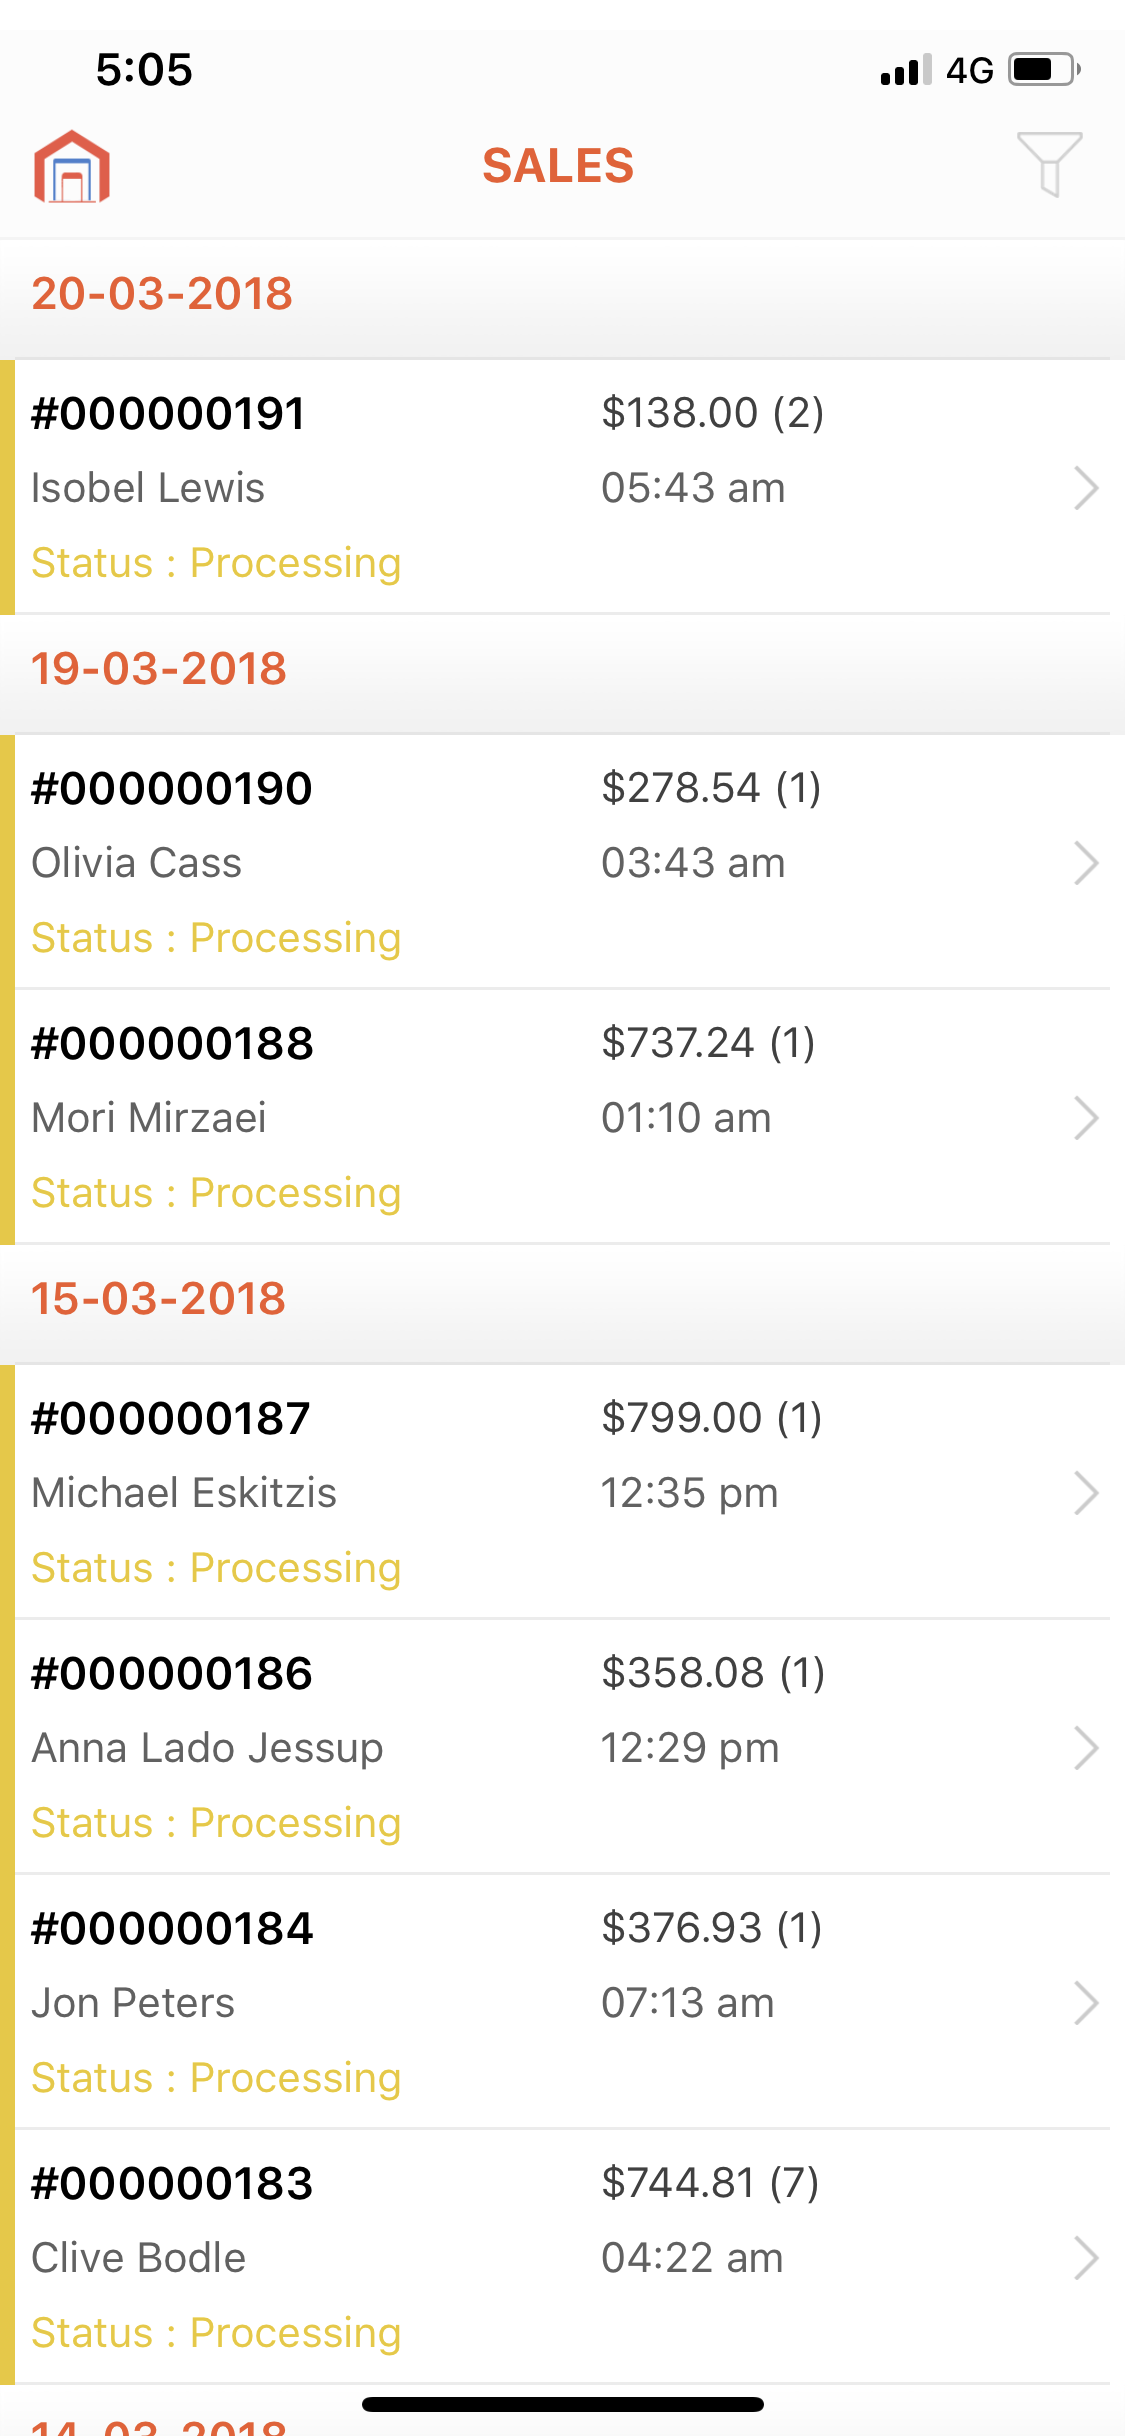 5:05 4G
SALES
20-03-2018
#000000191 $138.00 (2)
Isobel Lewis 05:43 am
Status : Processing
19-03-2018
#000000190 $278.54 (1)
Olivia Cass 03:43 am
Status : Processing
#000000188 $737.24 (1)
Mori Mirzaei 01:10 am
Status : Processing
15-03-2018
#000000187 $799.00 (1)
Michael Eskitzis 12:35 pm
Status : Processing
#000000186 $358.08 (1)
Anna Lado Jessup 12:29 pm
Status : Processing
#000000184 $376.93 (1)
Jon Peters 07:13 am
Status : Processing
#000000183 $744.81 (7)
Clive Bodle 04:22 am
Status : Processing
14-03-2018